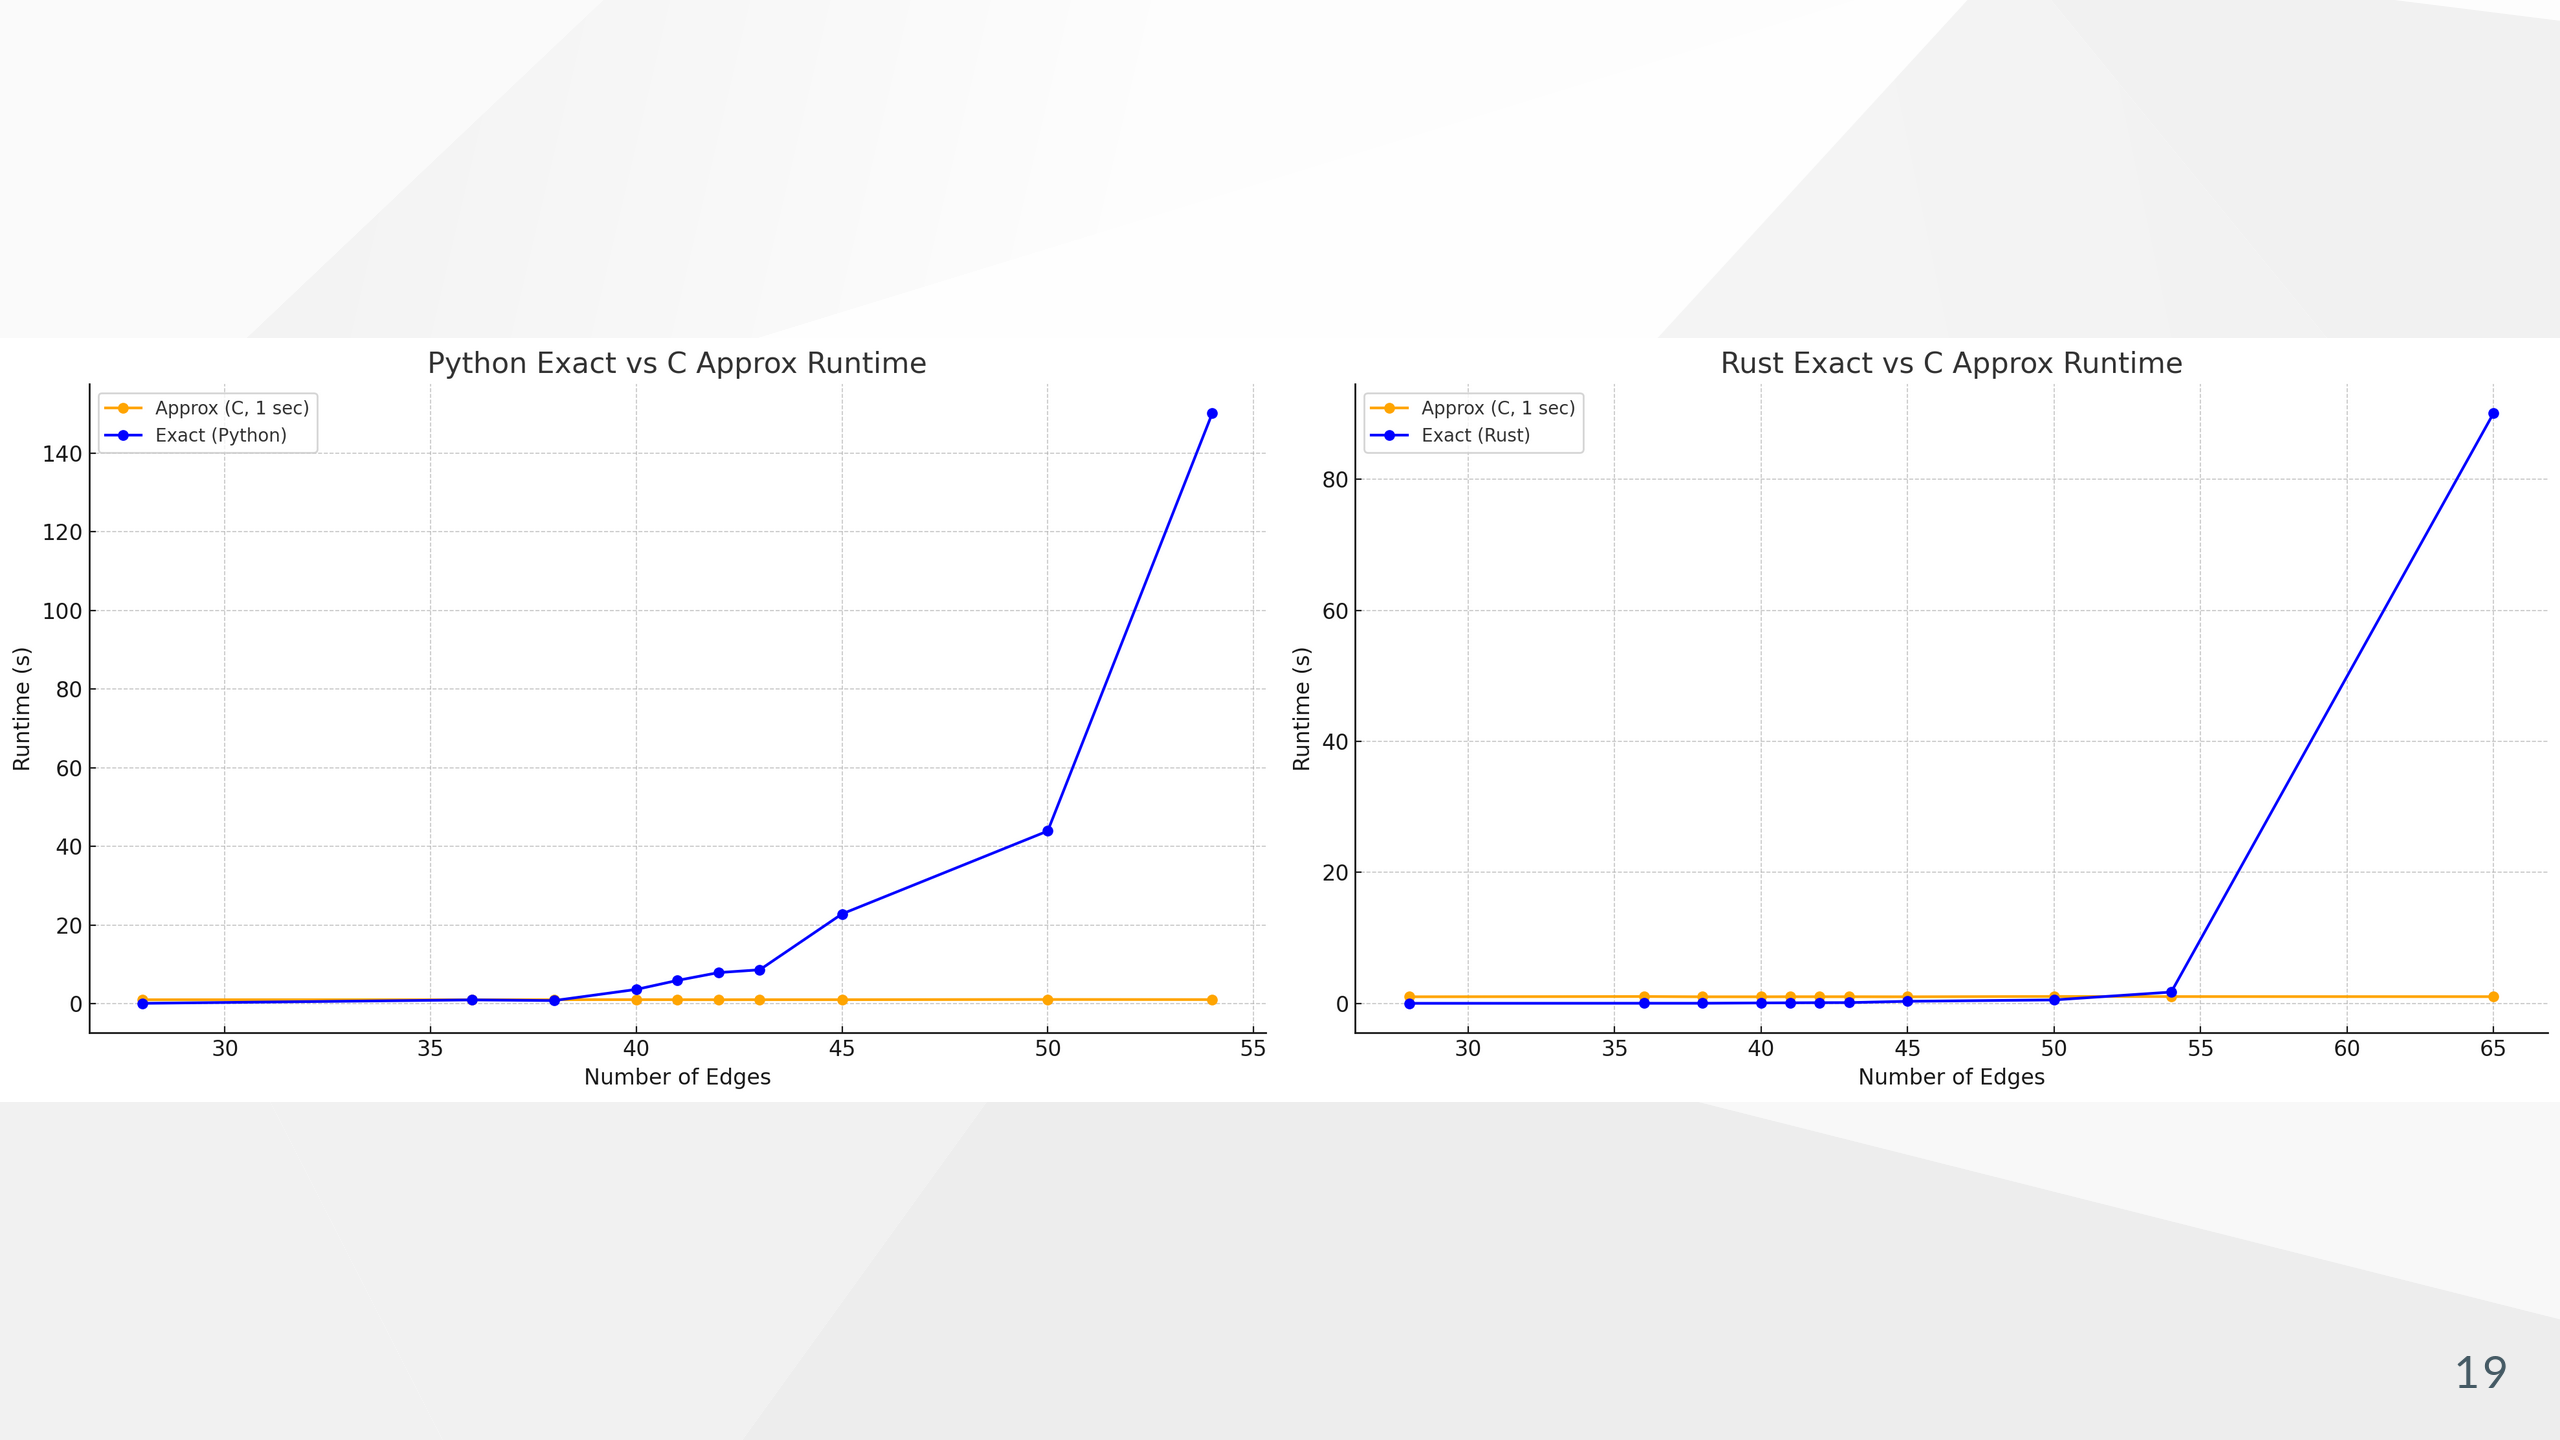 Python Exact vs C Approx Runtime
Approx (C, 1 sec)
Exact (Python)
Runtime (s)
140
120
100
80
60
40
20
0
30 35 40 45 50 55
Number of Edges
Rust Exact vs C Approx Runtime
Approx (C, 1 sec)
Exact (Rust)
Runtime (s)
80
60
40
20
0
30 35 40 45 50 55 60 65
Number of Edges
19